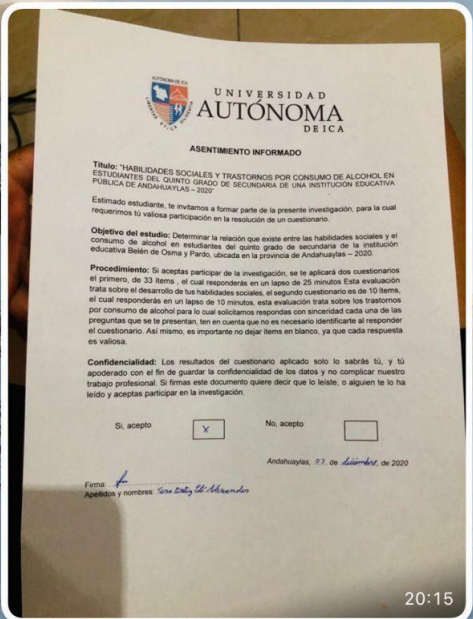 AUTÓNOMA DE ICA
UNIVERSIDAD
AUTÓNOMA
DE ICA
ASENTIMIENTO INFORMADO
Título: "HABILIDADES SOCIALES Y TRASTORNOS POR CONSUMO DE ALCOHOL EN
ESTUDIANTES DEL QUINTO GRADO DE SECUNDARIA DE UNA INSTITUCIÓN EDUCATIVA
PÚBLICA DE ANDAHUAYLAS – 2020"
Estimado estudiante, te invitamos a formar parte de la presente investigación, para la cual
requerimos tú valiosa participación en la resolución de un cuestionario.
Objetivo del estudio: Determinar la relación que existe entre las habilidades sociales y el
consumo de alcohol en estudiantes del quinto grado de secundaria de la institución
educativa Belén de Osma y Pardo, ubicada en la provincia de Andahuaylas – 2020.
Procedimiento: Si aceptas participar de la investigación, se te aplicará dos cuestionarios
el primero, de 33 ítems , el cual responderás en un lapso de 25 minutos Esta evaluación
trata sobre el desarrollo de tus habilidades sociales, el segundo cuestionario es de 10 ítems,
el cual responderás en un lapso de 10 minutos, esta evaluación trata sobre los trastornos
por consumo de alcohol para lo cual solicitamos respondas con sinceridad cada una de las
preguntas que se te presentan, ten en cuenta que no es necesario identificarte al responder
el cuestionario. Así mismo, es importante no dejar ítems en blanco, ya que cada respuesta
es valiosa.
Confidencialidad: Los resultados del cuestionario aplicado solo lo sabrás tú, y tú
apoderado con el fin de guardar la confidencialidad de los datos y no complicar nuestro
trabajo profesional. Si firmas este documento quiere decir que lo leíste, o alguien te lo ha
leído y aceptas participar en la investigación.
Si, acepto X No, acepto
Andahuaylas, 07 de diciembre, de 2020
Firma:
Apellidos y nombres:
20:15